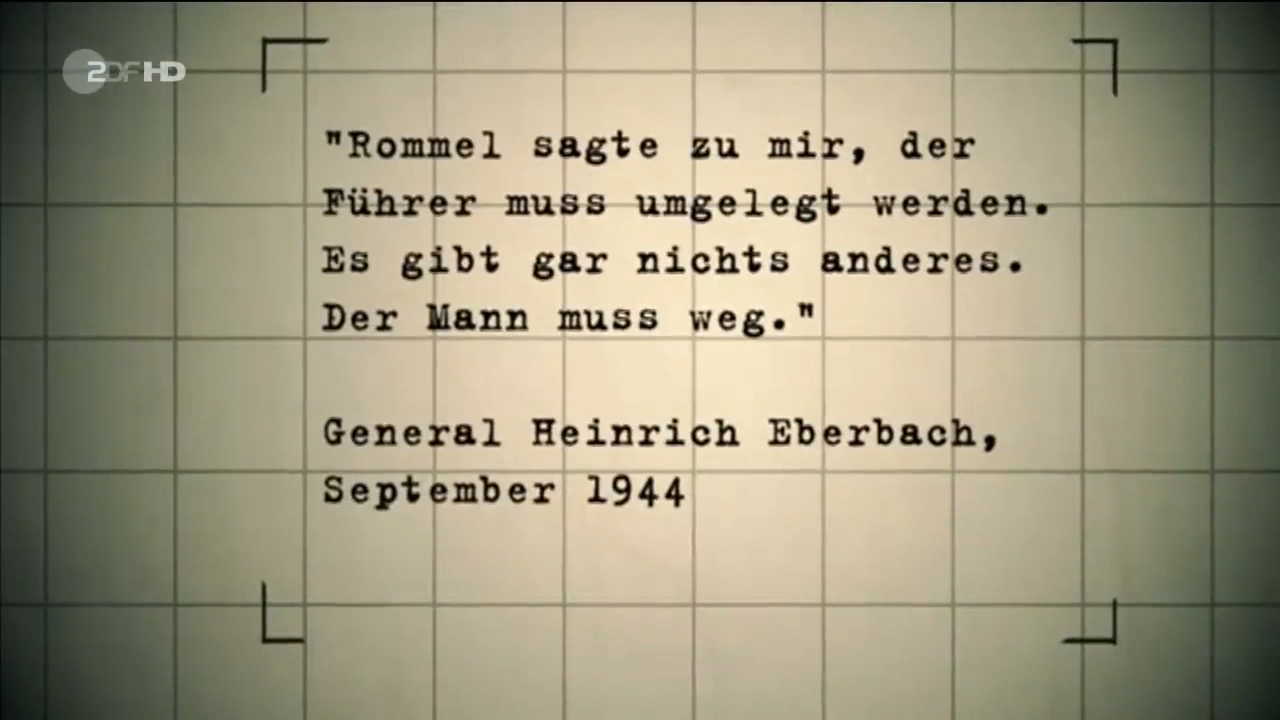 ZDF HD
"Rommel sagte zu mir, der
Führer muss umgelegt werden.
Es gibt gar nichts anderes.
Der Mann muss weg."
General Heinrich Eberbach,
September 1944